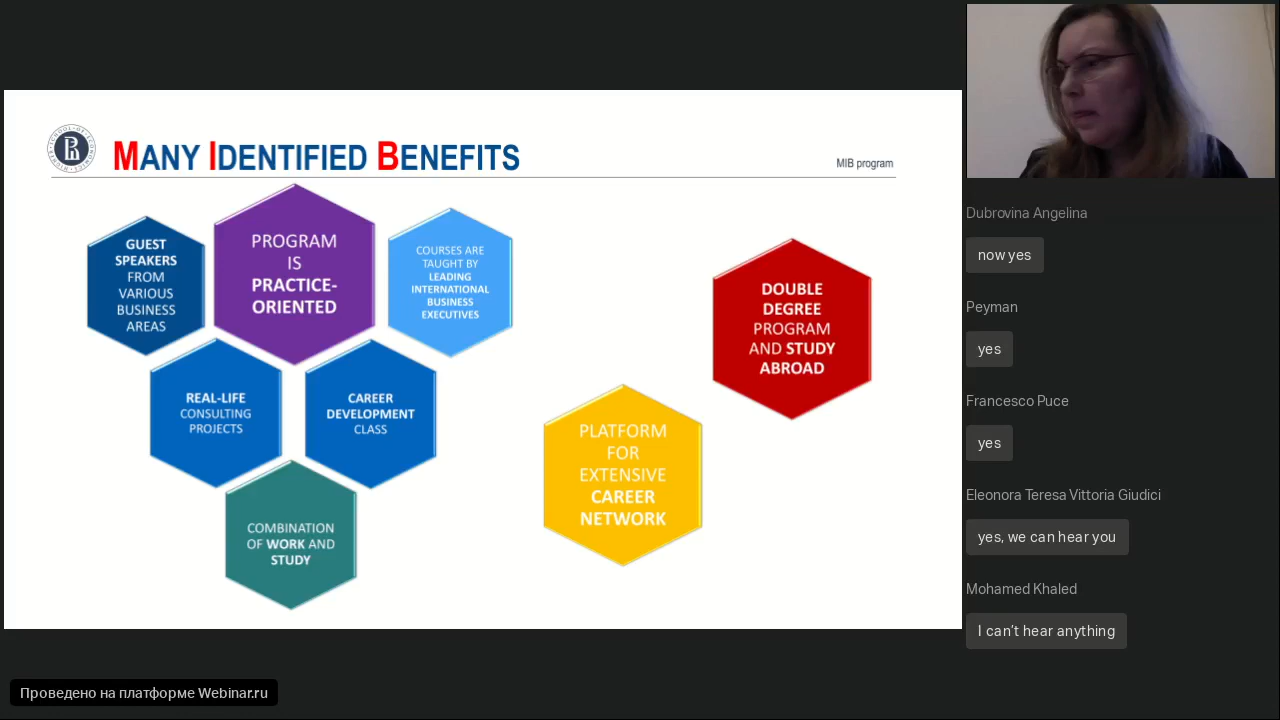 MANY IDENTIFIED BENEFITS
MIB program
GUEST
SPEAKERS
FROM
VARIOUS
BUSINESS
AREAS
PROGRAM
IS
PRACTICE-
ORIENTED
COURSES ARE
TAUGHT BY
LEADING
INTERNATIONAL
BUSINESS
EXECUTIVES
REAL-LIFE
CONSULTING
PROJECTS
CAREER
DEVELOPMENT
CLASS
COMBINATION
OF WORK AND
STUDY
PLATFORM
FOR
EXTENSIVE
CAREER
NETWORK
DOUBLE
DEGREE
PROGRAM
AND STUDY
ABROAD
Dubrovina Angelina
now yes
Peyman
yes
Francesco Puce
yes
Eleonora Teresa Vittoria Giudici
yes, we can hear you
Mohamed Khaled
I can't hear anything
Проведено на платформе Webinar.ru